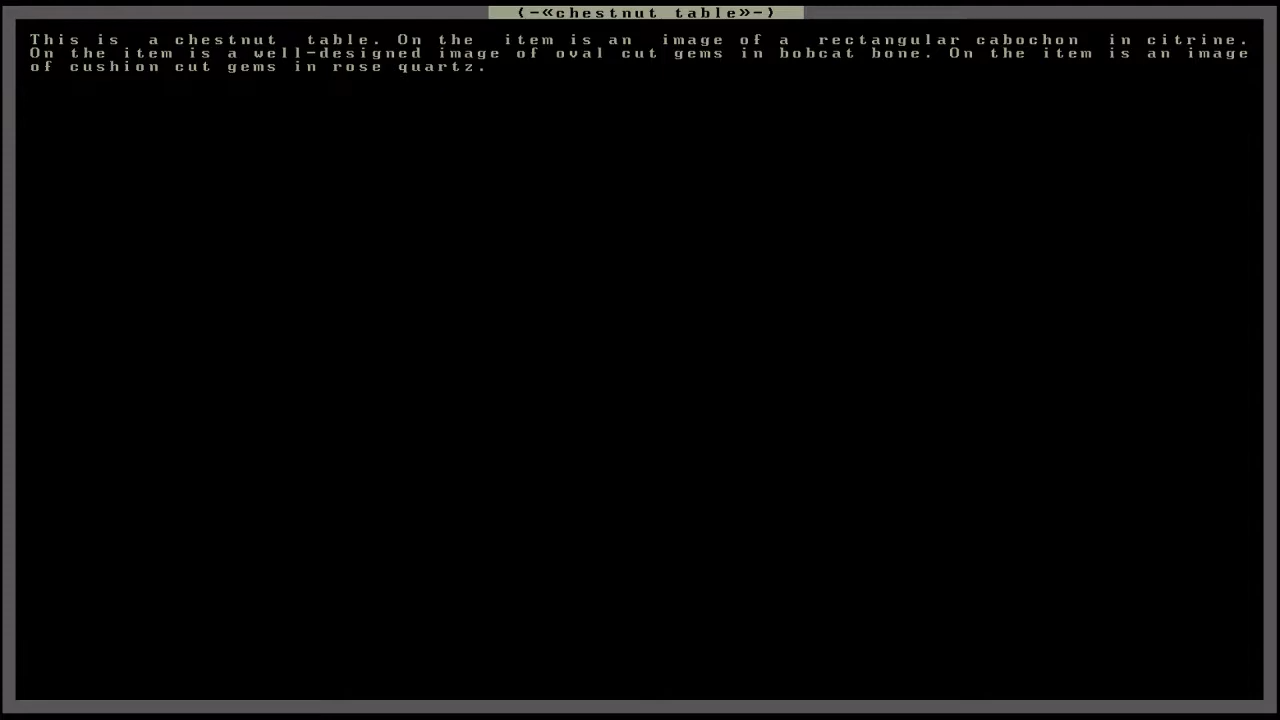 (-«chestnut table»-)
This is a chestnut table. On the item is an image of a rectangular cabochon in citrine.
On the item is a well-designed image of oval cut gems in bobcat bone. On the item is an image
of cushion cut gems in rose quartz.